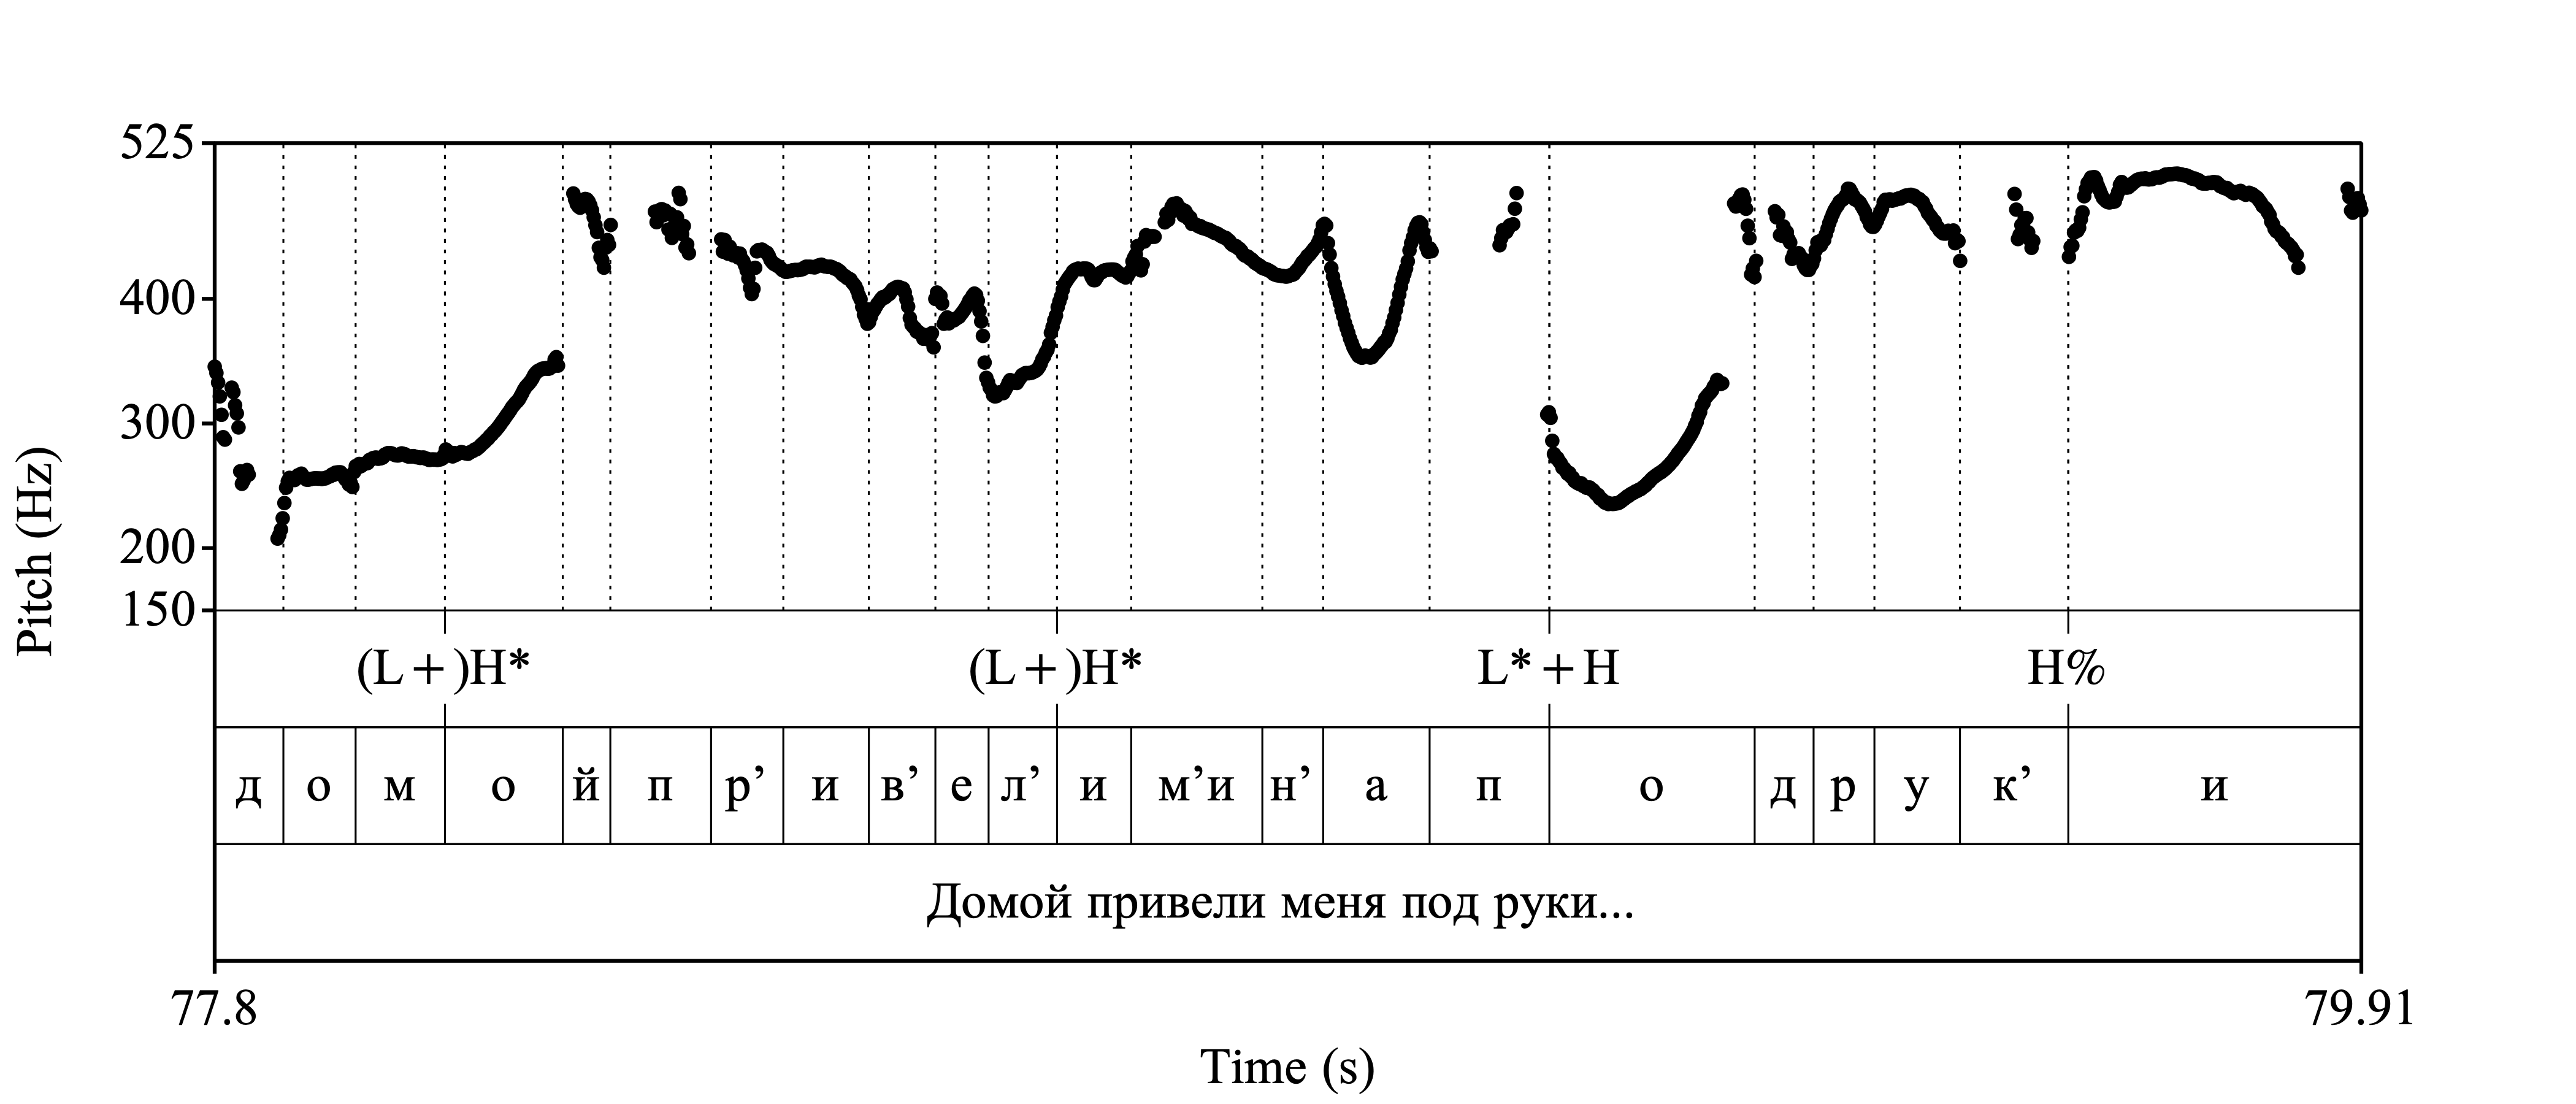 525
400
300
200
150
Pitch (Hz)
(L+)H* (L+)H* L*+H H%
д о м о й п р’ и в’ е л’ и м’и н’ а п о д р у к’ и
Домой привели меня под руки...
77.8 79.91
Time (s)